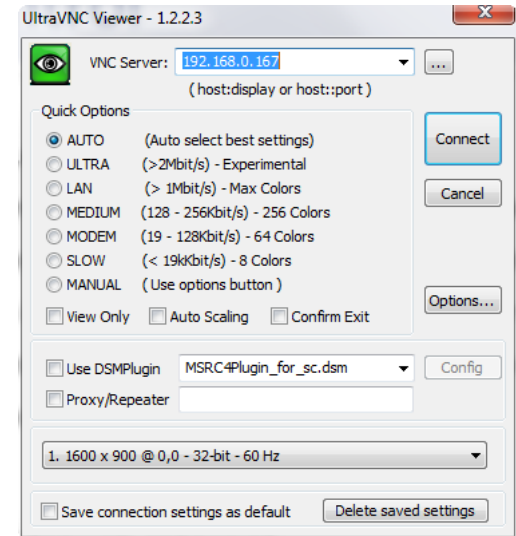 UltraVNC Viewer - 1.2.2.3
VNC Server: 192.168.0.167 ...
( host:display or host::port )
Quick Options
AUTO (Auto select best settings)
Connect
ULTRA (>2Mbit/s) - Experimental
LAN (> 1Mbit/s) - Max Colors
Cancel
MEDIUM (128 - 256Kbit/s) - 256 Colors
MODEM (19 - 128Kbit/s) - 64 Colors
SLOW (< 19kKbit/s) - 8 Colors
MANUAL (Use options button )
Options...
View Only Auto Scaling Confirm Exit
Use DSMPlugin MSRC4Plugin_for_sc.dsm Config
Proxy/Repeater
1. 1600 x 900 @ 0,0 - 32-bit - 60 Hz
Save connection settings as default Delete saved settings